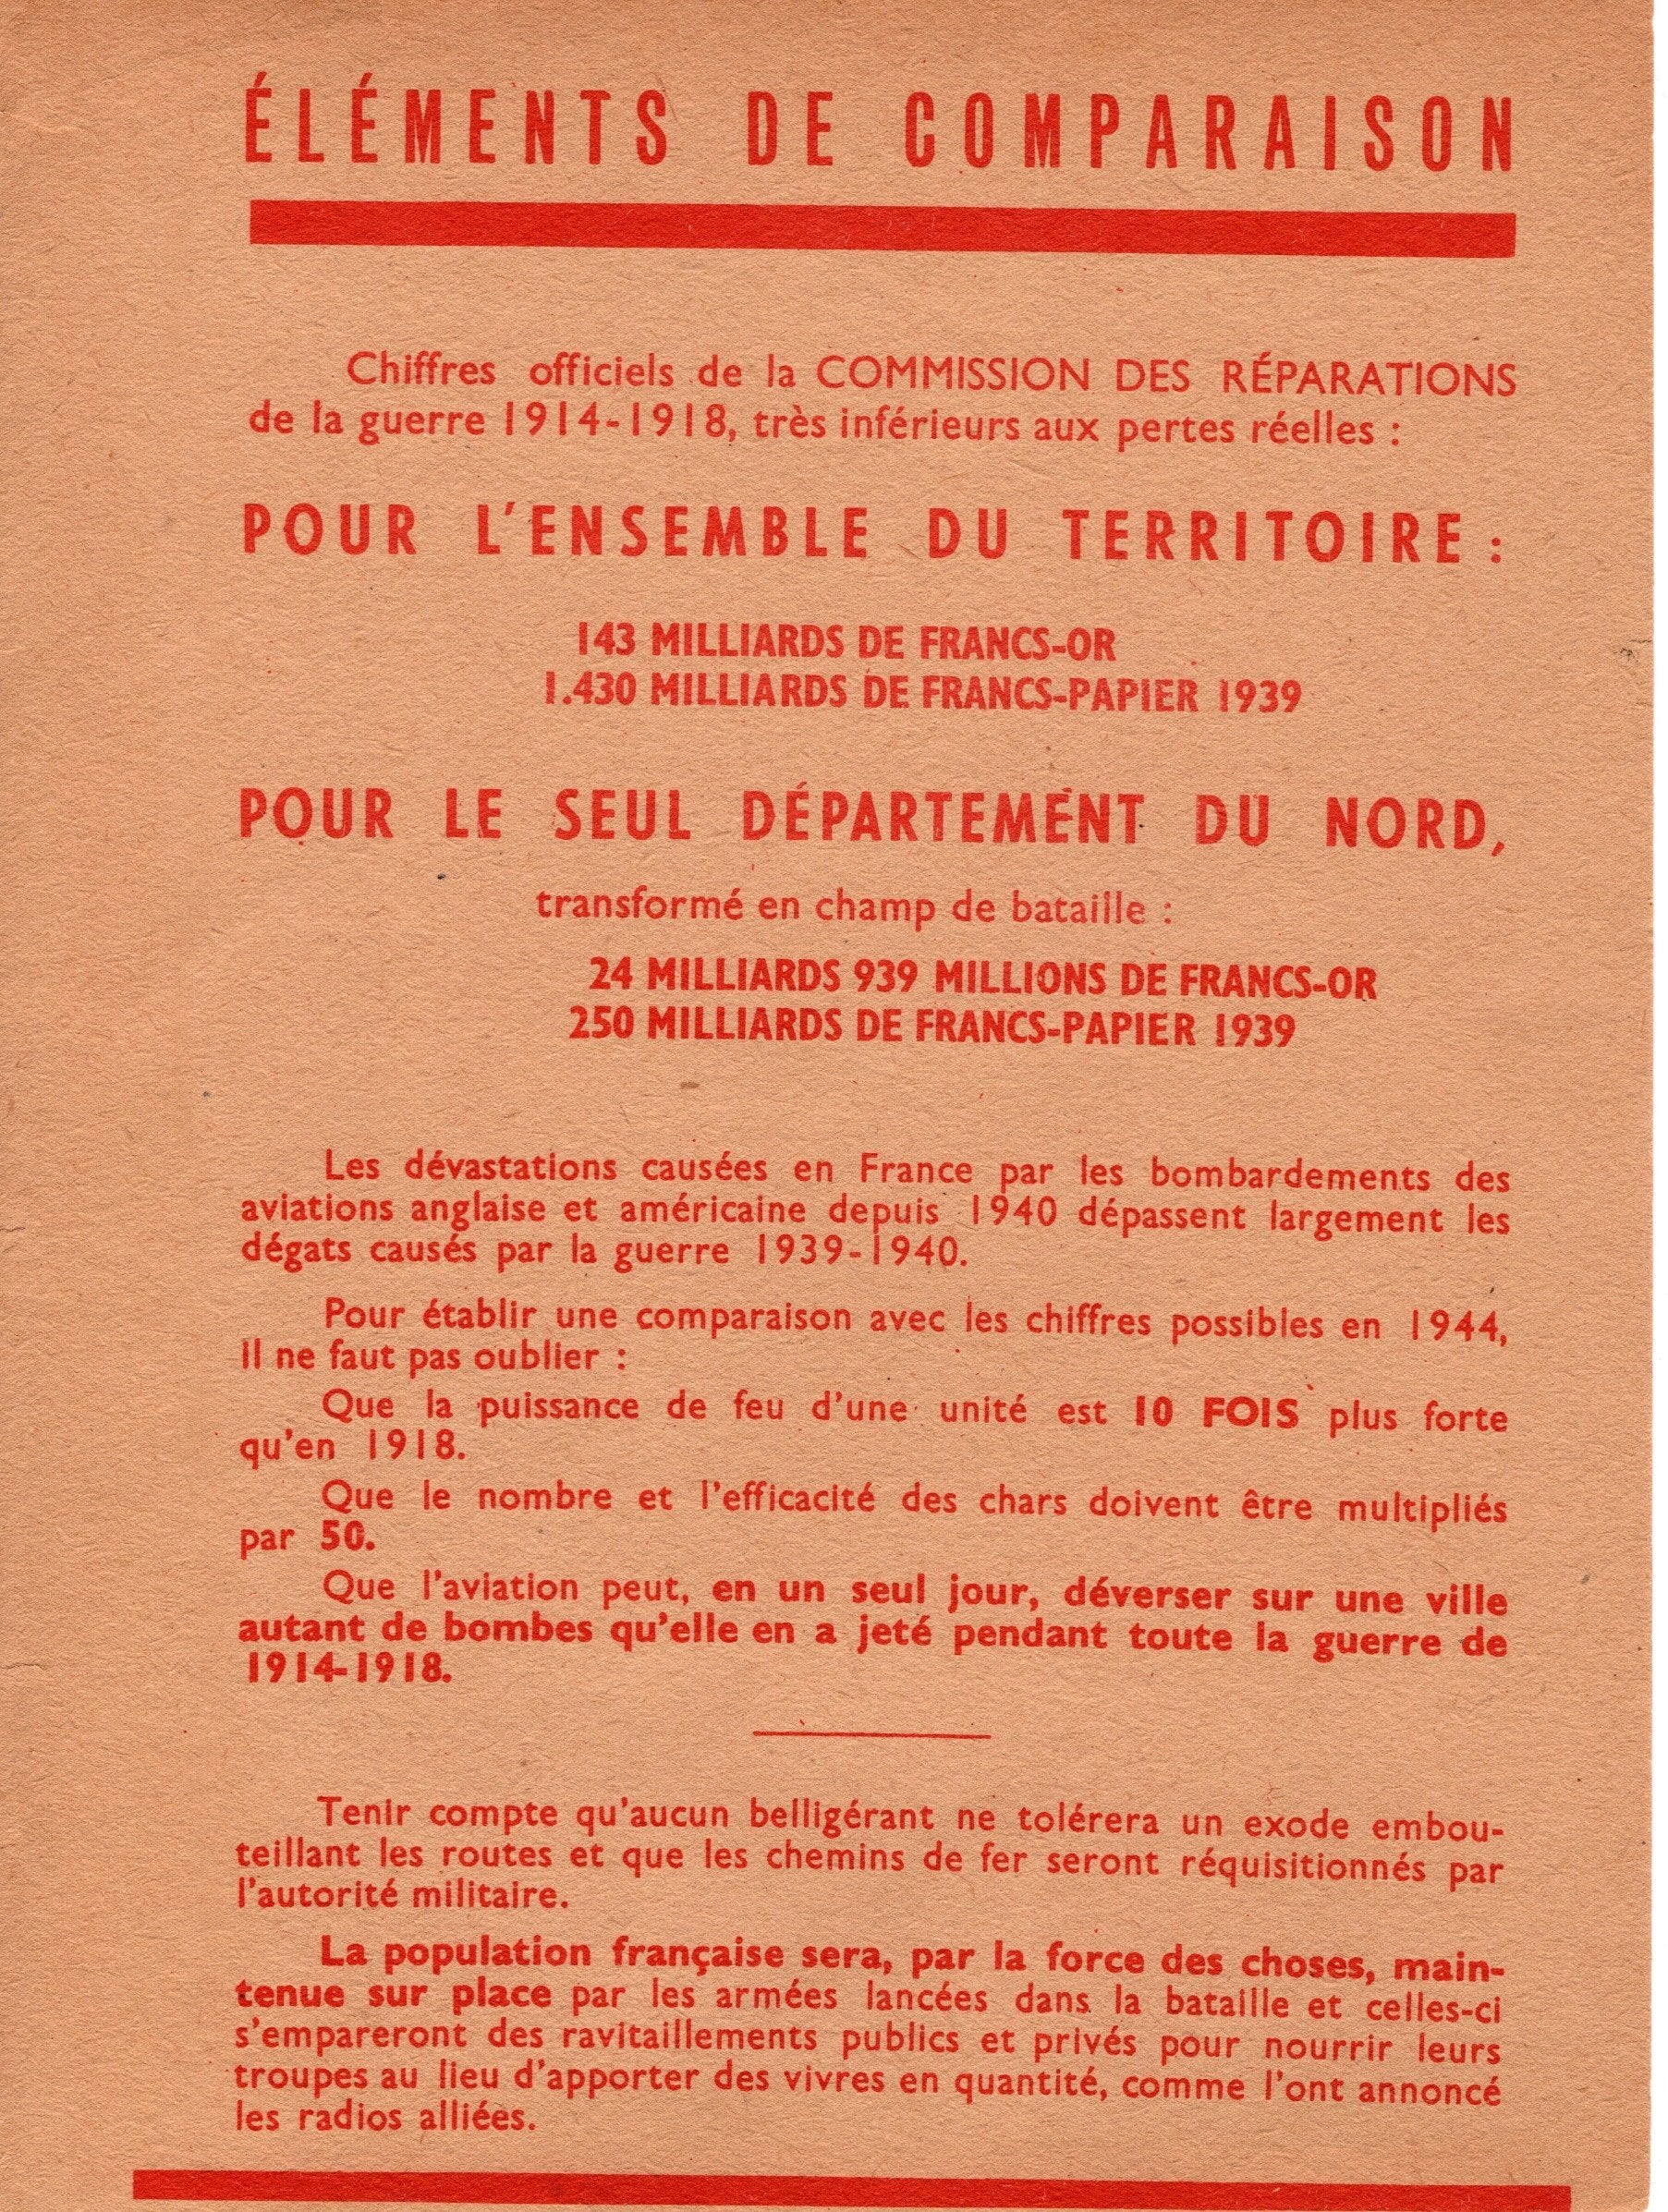 ÉLÉMENTS DE COMPARAISON
Chiffres officiels de la COMMISSION DES RÉPARATIONS
de la guerre 1914-1918, très inférieurs aux pertes réelles :
POUR L'ENSEMBLE DU TERRITOIRE :
143 MILLIARDS DE FRANCS-OR
1.430 MILLIARDS DE FRANCS-PAPIER 1939
POUR LE SEUL DÉPARTEMENT DU NORD,
transformé en champ de bataille :
24 MILLIARDS 939 MILLIONS DE FRANCS-OR
250 MILLIARDS DE FRANCS-PAPIER 1939
Les dévastations causées en France par les bombardements des
aviations anglaise et américaine depuis 1940 dépassent largement les
dégats causés par la guerre 1939-1940.
Pour établir une comparaison avec les chiffres possibles en 1944,
il ne faut pas oublier :
Que la puissance de feu d'une unité est 10 FOIS plus forte
qu'en 1918.
Que le nombre et l'efficacité des chars doivent être multipliés
par 50.
Que l'aviation peut, en un seul jour, déverser sur une ville
autant de bombes qu'elle en a jeté pendant toute la guerre de
1914-1918.
Tenir compte qu'aucun belligérant ne tolérera un exode embou-
teillant les routes et que les chemins de fer seront réquisitionnés par
l'autorité militaire.
La population française sera, par la force des choses, main-
tenue sur place par les armées lancées dans la bataille et celles-ci
s'empareront des ravitaillements publics et privés pour nourrir leurs
troupes au lieu d'apporter des vivres en quantité, comme l'ont annoncé
les radios alliées.